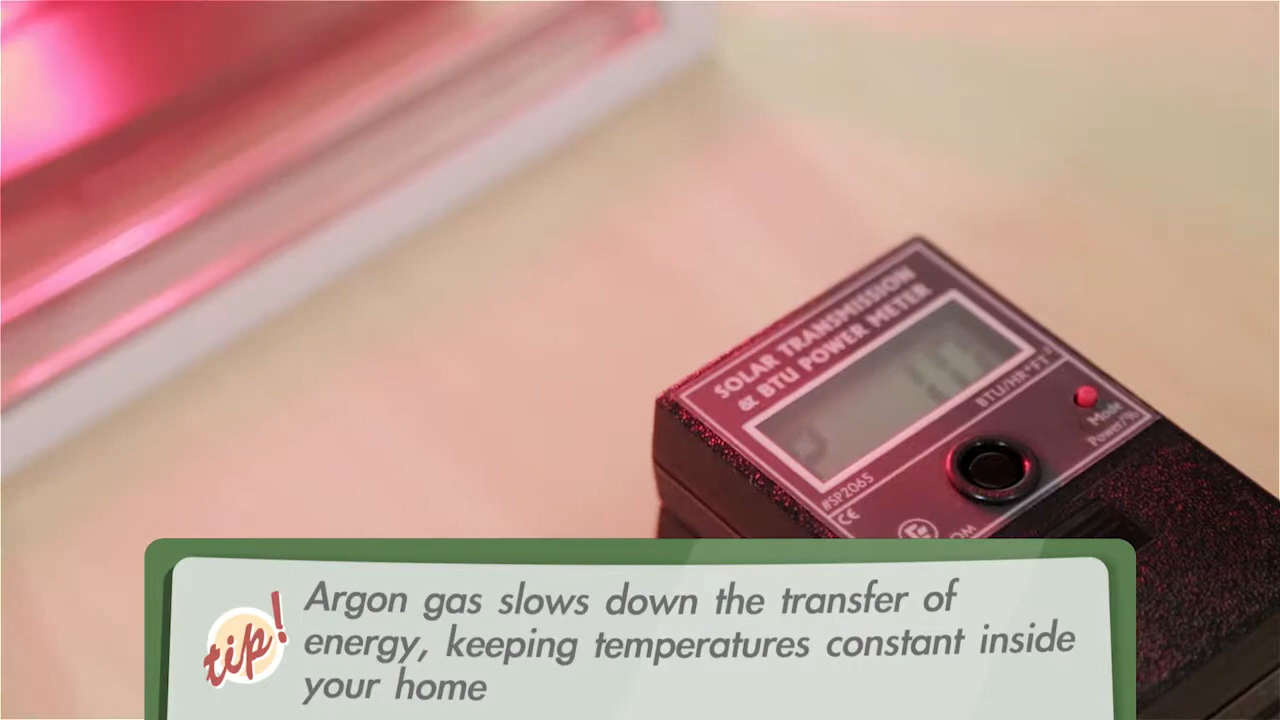 SOLAR TRANSMISSION
& BTU POWER METER
BTU/HR*FT²
Mode
Power/%
#SP2065
CE
tip!
Argon gas slows down the transfer of
energy, keeping temperatures constant inside
your home